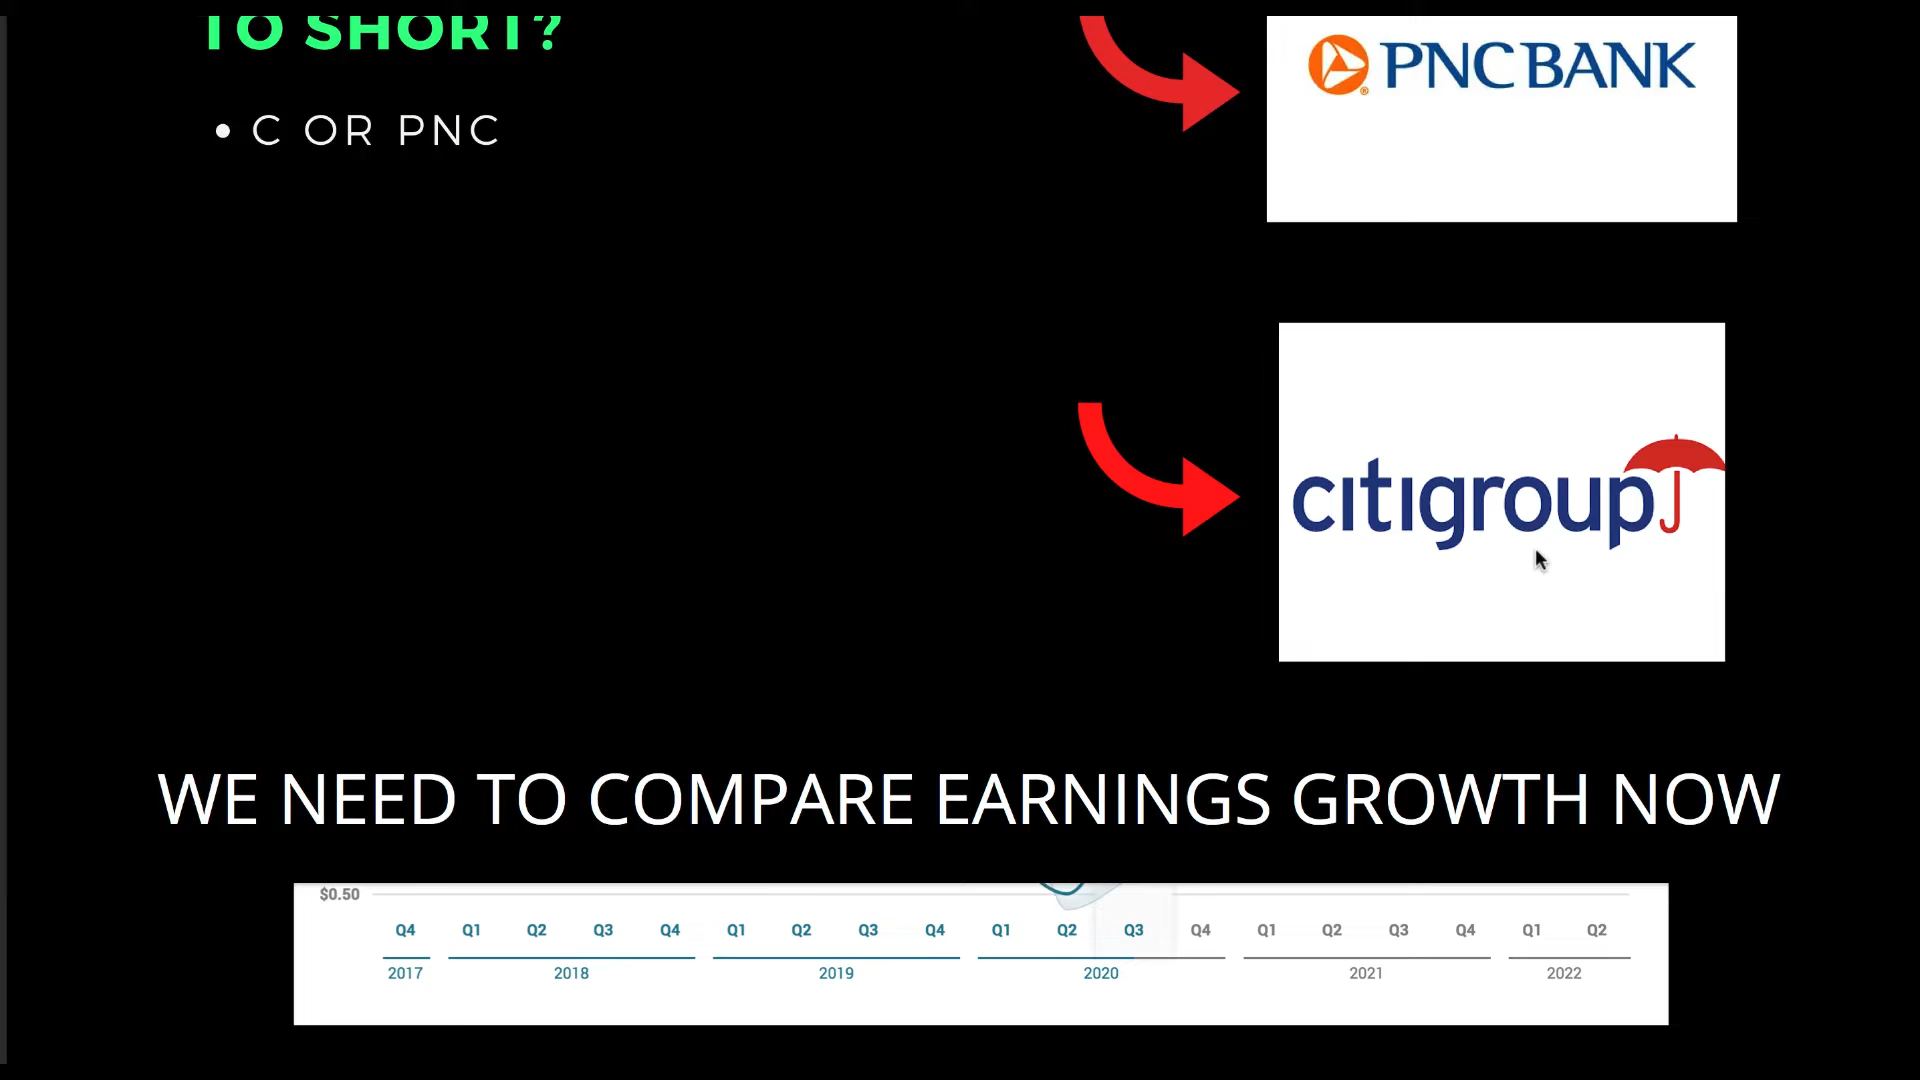 TO SHORT?
• C OR PNC
PNCBANK
citigroup
WE NEED TO COMPARE EARNINGS GROWTH NOW
$0.50
Q4 Q1 Q2 Q3 Q4 Q1 Q2 Q3 Q4 Q1 Q2 Q3 Q4 Q1 Q2 Q3 Q4 Q1 Q2
2017 2018 2019 2020 2021 2022